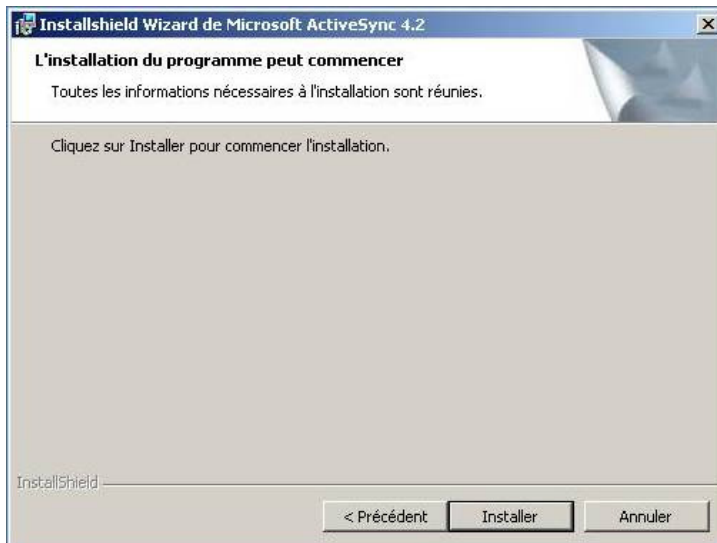 Installshield Wizard de Microsoft ActiveSync 4.2
L'installation du programme peut commencer
Toutes les informations nécessaires à l'installation sont réunies.
Cliquez sur Installer pour commencer l'installation.
InstallShield
< Précédent Installer Annuler